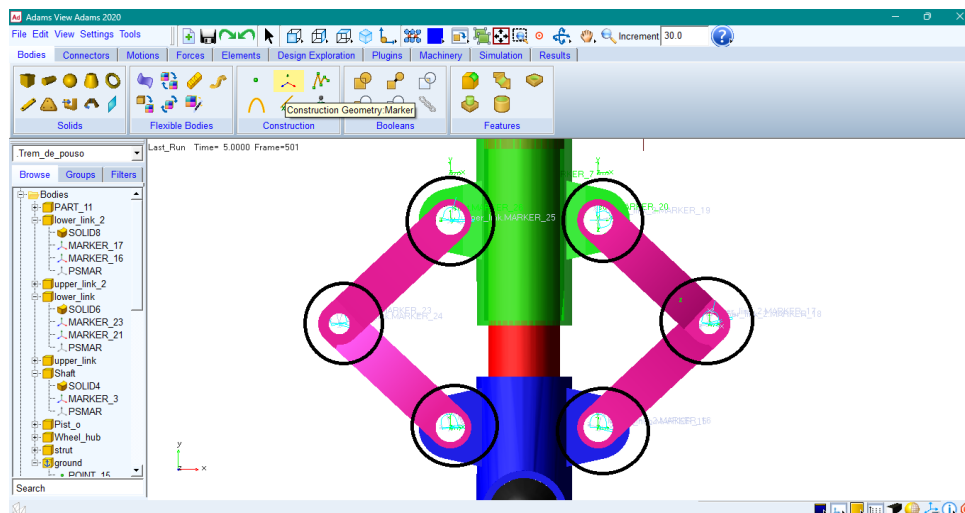 Adams View Adams 2020
File Edit View Settings Tools
Increment 30.0
Bodies Connectors Motions Forces Elements Design Exploration Plugins Machinery Simulation Results
Construction Geometry:Marker
Solids Flexible Bodies Construction Booleans Features
.Trem_de_pouso
Last_Run Time= 5.0000 Frame=501
Browse Groups Filters
Bodies
PART_11
lower_link_2
SOLID8
MARKER_17
MARKER_16
PSMAR
upper_link_2
lower_link
SOLID6
MARKER_23
MARKER_21
PSMAR
upper_link
Shaft
SOLID4
MARKER_3
PSMAR
Pist_o
Wheel_hub
strut
ground
POINT_15
Search
MARKER_25
MARKER_20
MARKER_24
y
x